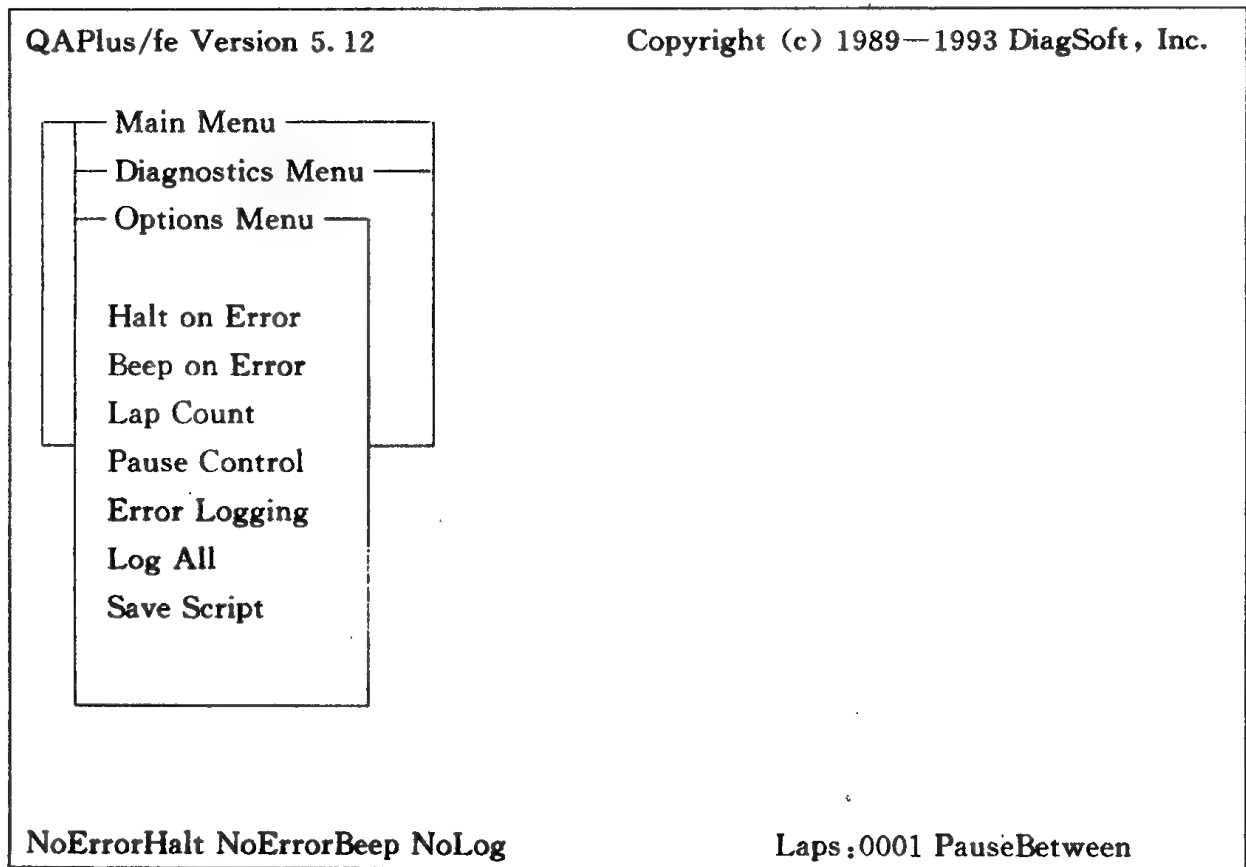 QAPlus/fe Version 5.12 Copyright (c) 1989—1993 DiagSoft, Inc.
Main Menu
Diagnostics Menu
Options Menu
Halt on Error
Beep on Error
Lap Count
Pause Control
Error Logging
Log All
Save Script
NoErrorHalt NoErrorBeep NoLog Laps:0001 PauseBetween